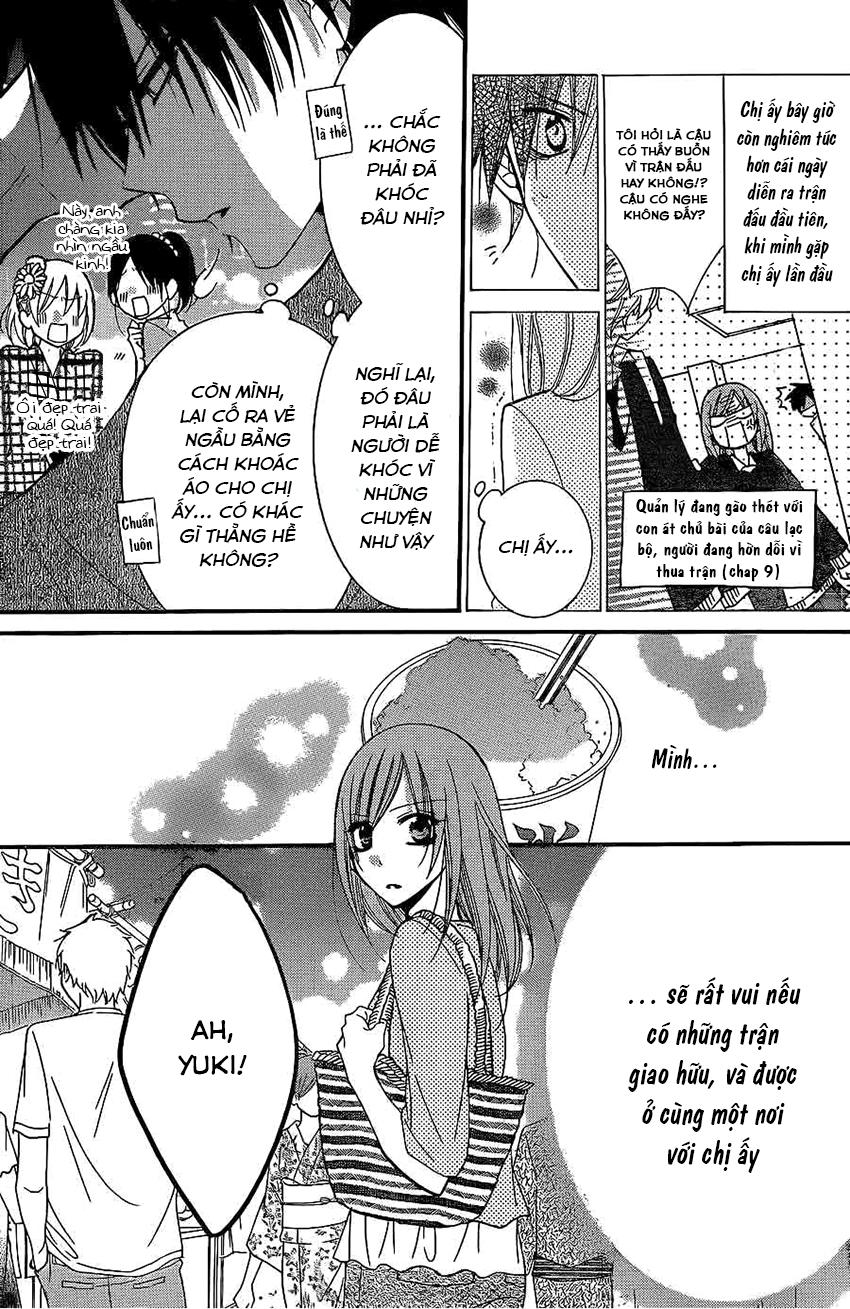 Chị ấy bây giờ
còn nghiêm túc
hơn cái ngày
diễn ra trận
đấu đầu tiên,
khi mình gặp
chị ấy lần đầu
TÔI HỎI LÀ CẬU
CÓ THẤY BUỒN
VÌ TRẬN ĐẤU
HAY KHÔNG!?
CẬU CÓ NGHE
KHÔNG ĐẤY?
Quản lý đang gào thét với
con át chủ bài của câu lạc
bộ, người đang hờn dỗi vì
thua trận (chap 9)
CHỊ ẤY...
... CHẮC
KHÔNG
PHẢI ĐÃ
KHÓC
ĐÂU NHỈ?
Đúng
là thế
NGHĨ LẠI,
ĐÓ ĐÂU
PHẢI LÀ
NGƯỜI DỄ
KHÓC VÌ
NHỮNG
CHUYỆN
NHƯ VẬY
CÒN MÌNH,
LẠI CỐ RA VẺ
NGẦU BẰNG
CÁCH KHOÁC
ÁO CHO CHỊ
ẤY... CÓ KHÁC
GÌ THẰNG HỀ
KHÔNG?
Chuẩn
luôn
Này, anh
chàng kia
nhìn ngầu
kinh!
Ôi đẹp trai
quá! Quá
đẹp trai!
Mình...
... sẽ rất vui nếu
có những trận
giao hữu, và được
ở cùng một nơi
với chị ấy
AH,
YUKI!